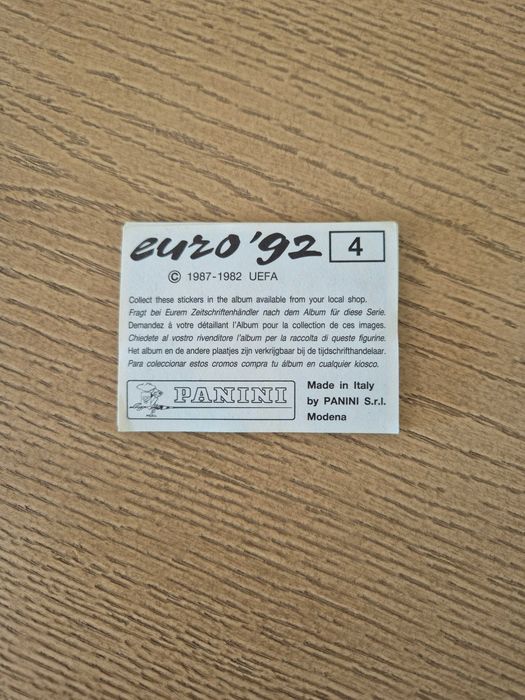 euro '92 4
© 1987-1982 UEFA
Collect these stickers in the album available from your local shop.
Fragt bei Eurem Zeitschriftenhändler nach dem Album für diese Serie.
Demandez à votre détaillant l'Album pour la collection de ces images.
Chiedete al vostro rivenditore l'album per la raccolta di queste figurine.
Het album en de andere plaatjes zijn verkrijgbaar bij de tijdschrifthandelaar.
Para coleccionar estos cromos compra tu álbum en cualquier kiosco.
PANINI
Made in Italy
by PANINI S.r.l.
Modena